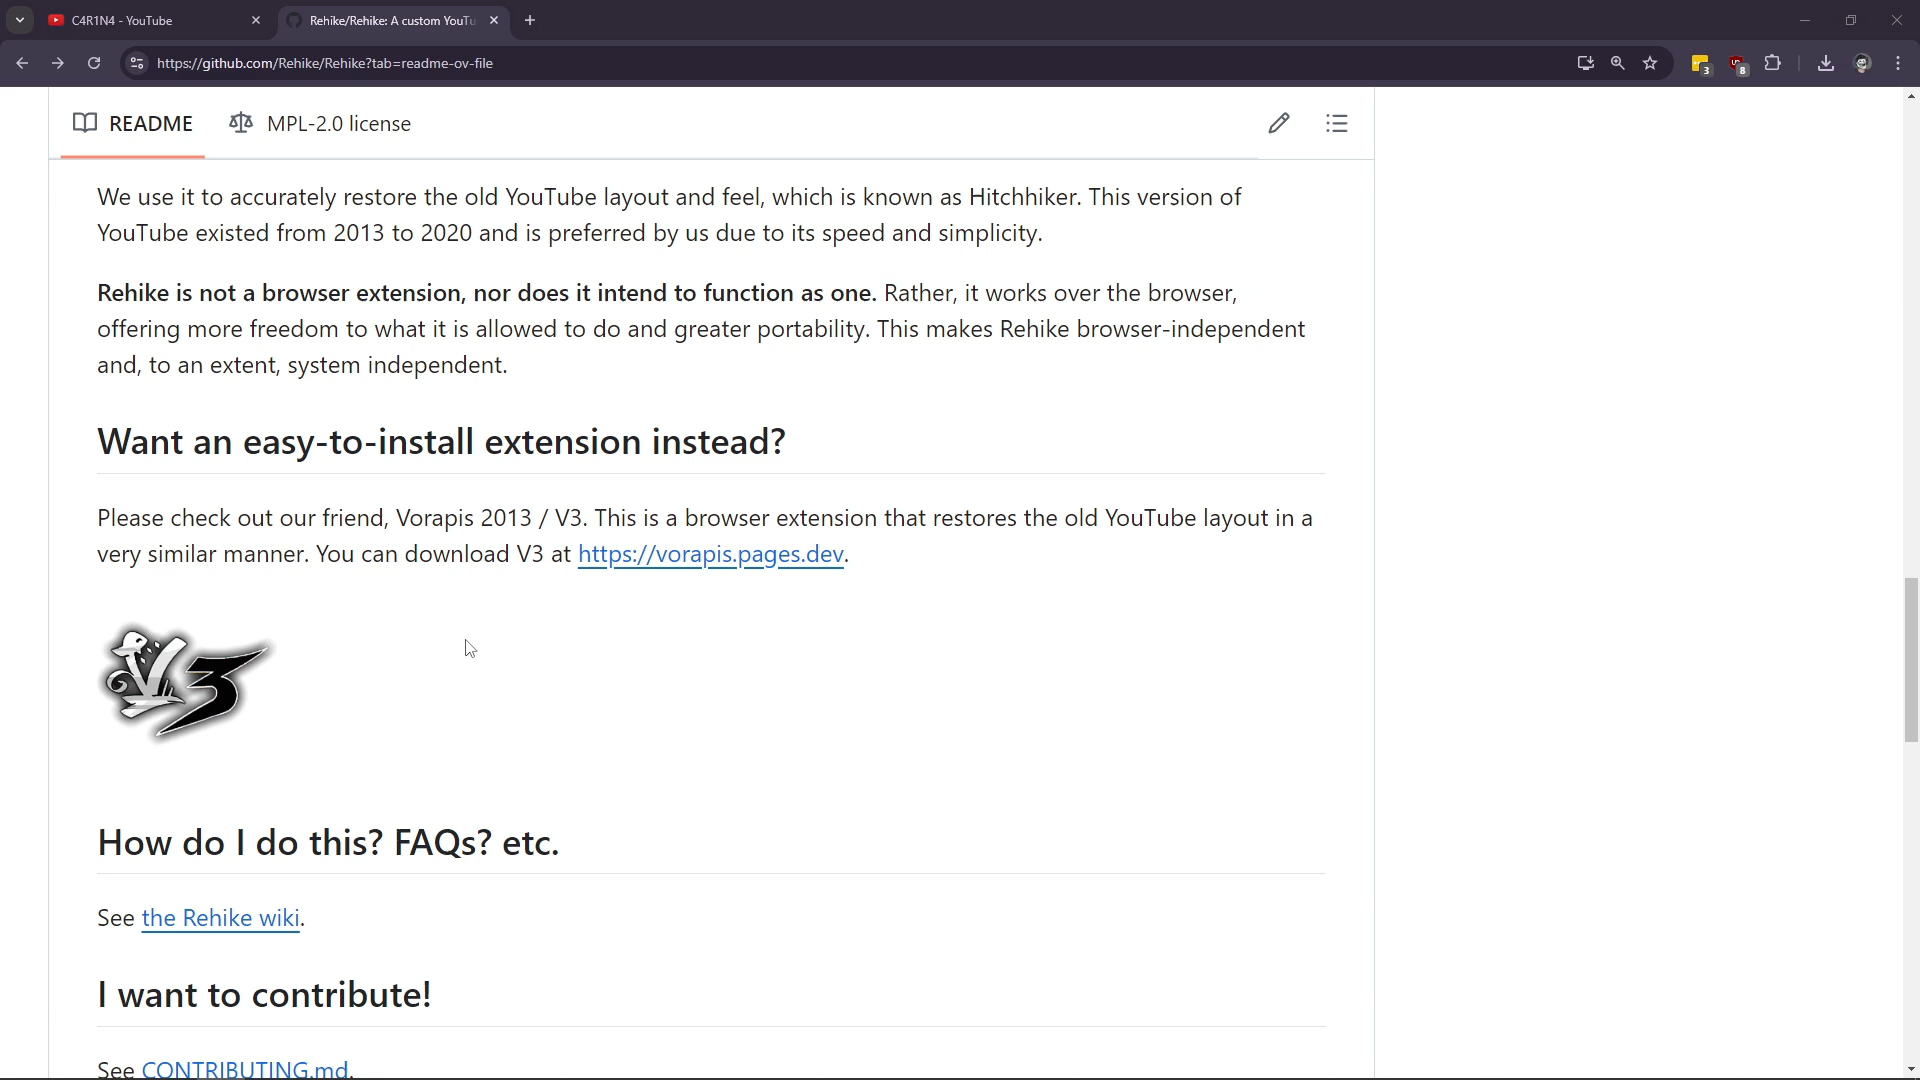 C4R1N4 - YouTube
Rehike/Rehike: A custom YouTu
https://github.com/Rehike/Rehike?tab=readme-ov-file
3
8
README
MPL-2.0 license
We use it to accurately restore the old YouTube layout and feel, which is known as Hitchhiker. This version of
YouTube existed from 2013 to 2020 and is preferred by us due to its speed and simplicity.
Rehike is not a browser extension, nor does it intend to function as one. Rather, it works over the browser,
offering more freedom to what it is allowed to do and greater portability. This makes Rehike browser-independent
and, to an extent, system independent.
Want an easy-to-install extension instead?
Please check out our friend, Vorapis 2013 / V3. This is a browser extension that restores the old YouTube layout in a
very similar manner. You can download V3 at https://vorapis.pages.dev.
V3
How do I do this? FAQs? etc.
See the Rehike wiki.
I want to contribute!
See CONTRIBUTING.md.